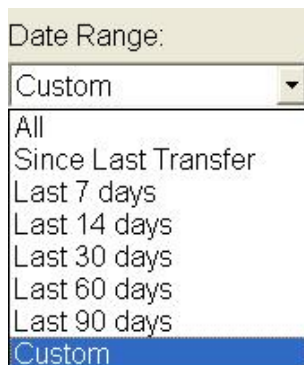 Date Range:
Custom
All
Since Last Transfer
Last 7 days
Last 14 days
Last 30 days
Last 60 days
Last 90 days
Custom